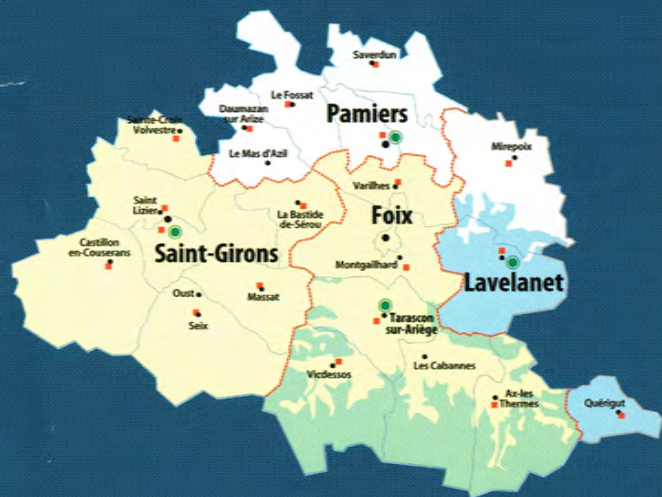 Saverdun
Le Fossat
Daumazan
sur Arize
Pamiers
Sainte-Croix
Volvestre
Le Mas d'Azil
Mirepoix
Varilhes
Saint
Lizier
La Bastide
de-Sérou
Foix
Castillon
en-Couserans
Saint-Girons
Montgailhard
Lavelanet
Oust
Massat
Seix
Tarascon
sur-Ariège
Vicdessos
Les Cabannes
Ax-les
Thermes
Quérigut